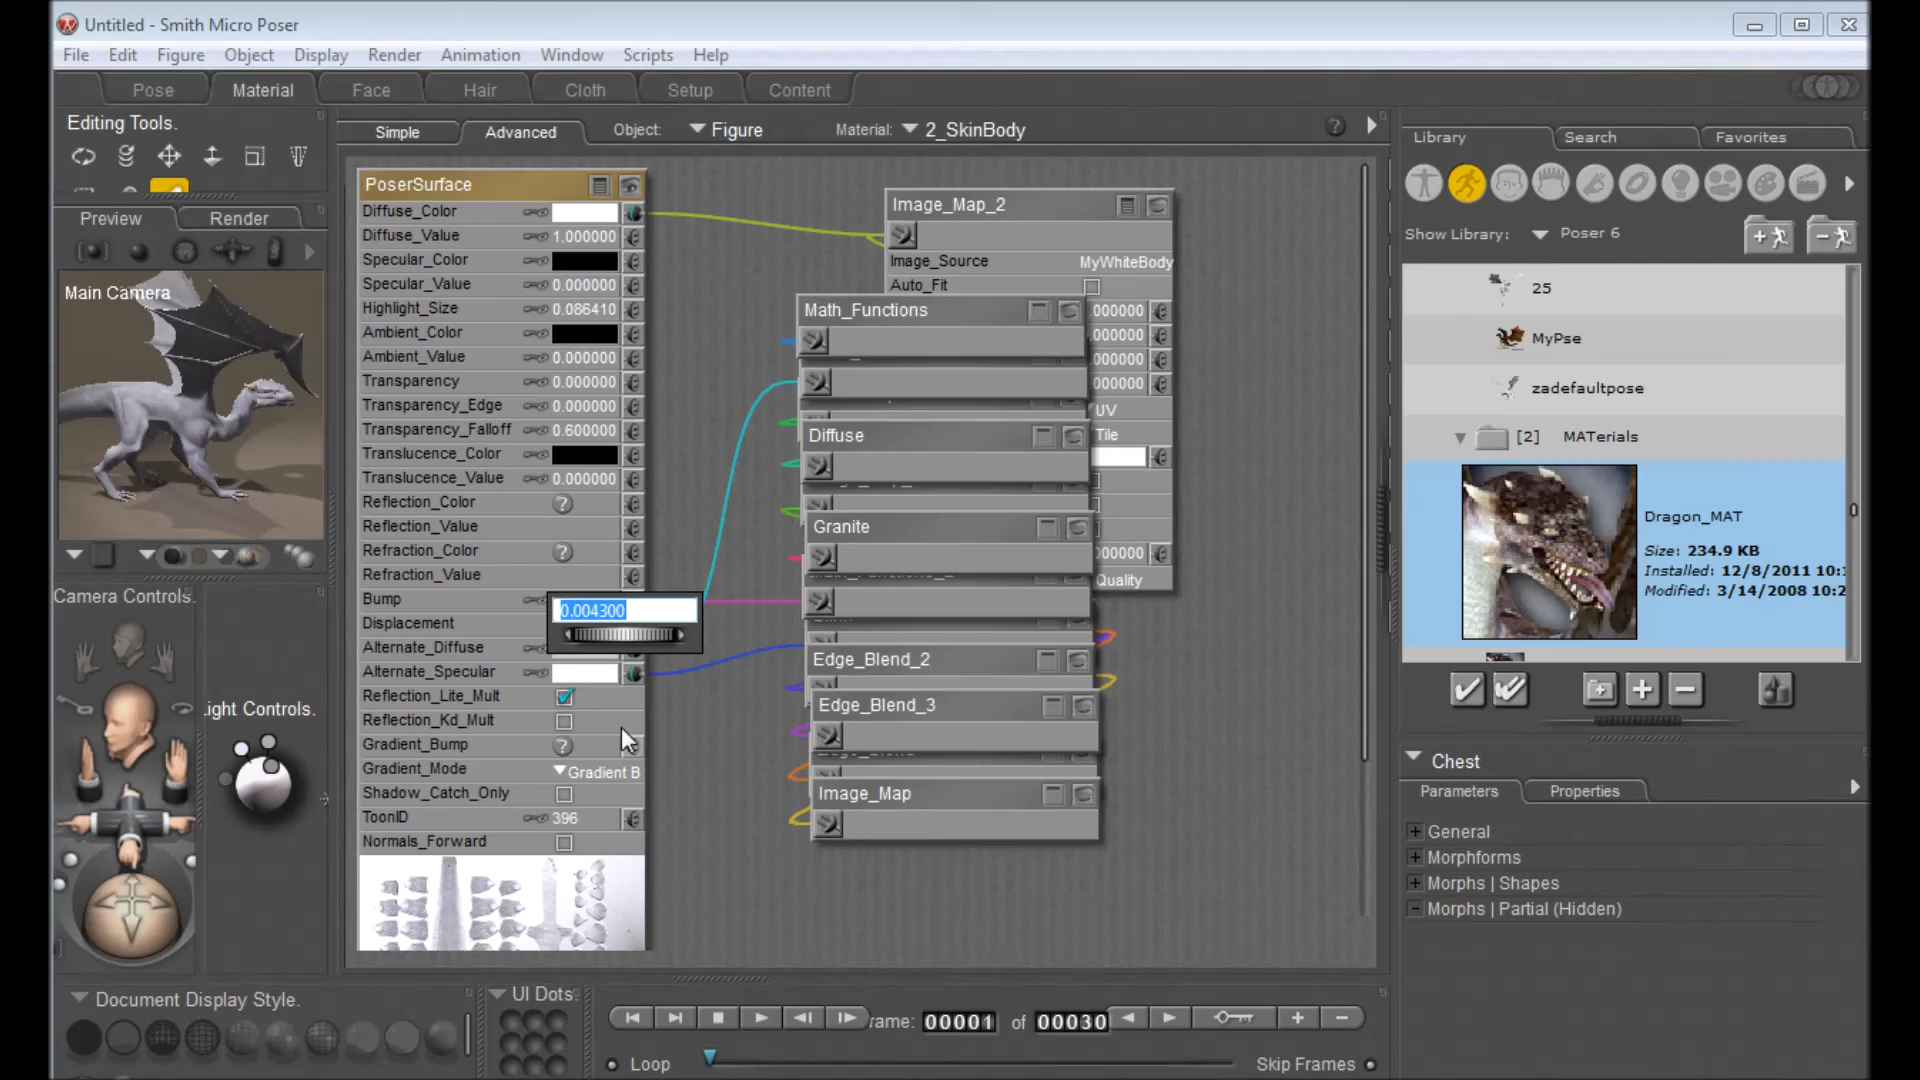 Untitled - Smith Micro Poser
File Edit Figure Object Display Render Animation Window Scripts Help
Pose Material Face Hair Cloth Setup Content
Editing Tools.
Simple Advanced Object: Figure Material: 2_SkinBody
Library Search Favorites
Preview Render
Main Camera
PoserSurface
Diffuse_Color
Diffuse_Value 1.000000
Specular_Color
Specular_Value 0.000000
Highlight_Size 0.086410
Ambient_Color
Ambient_Value 0.000000
Transparency 0.000000
Transparency_Edge 0.000000
Transparency_Falloff 0.600000
Translucence_Color
Translucence_Value 0.000000
Reflection_Color ?
Reflection_Value
Refraction_Color ?
Refraction_Value
Bump
0.004300
Displacement
Alternate_Diffuse
Alternate_Specular
Reflection_Lite_Mult
Reflection_Kd_Mult
Gradient_Bump ?
Gradient_Mode Gradient B
Shadow_Catch_Only
ToonID 396
Normals_Forward
Image_Map_2
Image_Source MyWhiteBody
Auto_Fit
Math_Functions
.000000
.000000
.000000
.000000
UV
Tile
Diffuse
Granite
000000
Quality
Edge_Blend_2
Edge_Blend_3
Image_Map
Show Library: Poser 6
25
MyPse
zadefaultpose
[2] MATerials
Dragon_MAT
Size: 234.9 KB
Installed: 12/8/2011 10:
Modified: 3/14/2008 10:2
Camera Controls.
Light Controls.
Chest
Parameters Properties
General
Morphforms
Morphs | Shapes
Morphs | Partial (Hidden)
Document Display Style.
UI Dots
rame: 00001 of 00030
Loop
Skip Frames